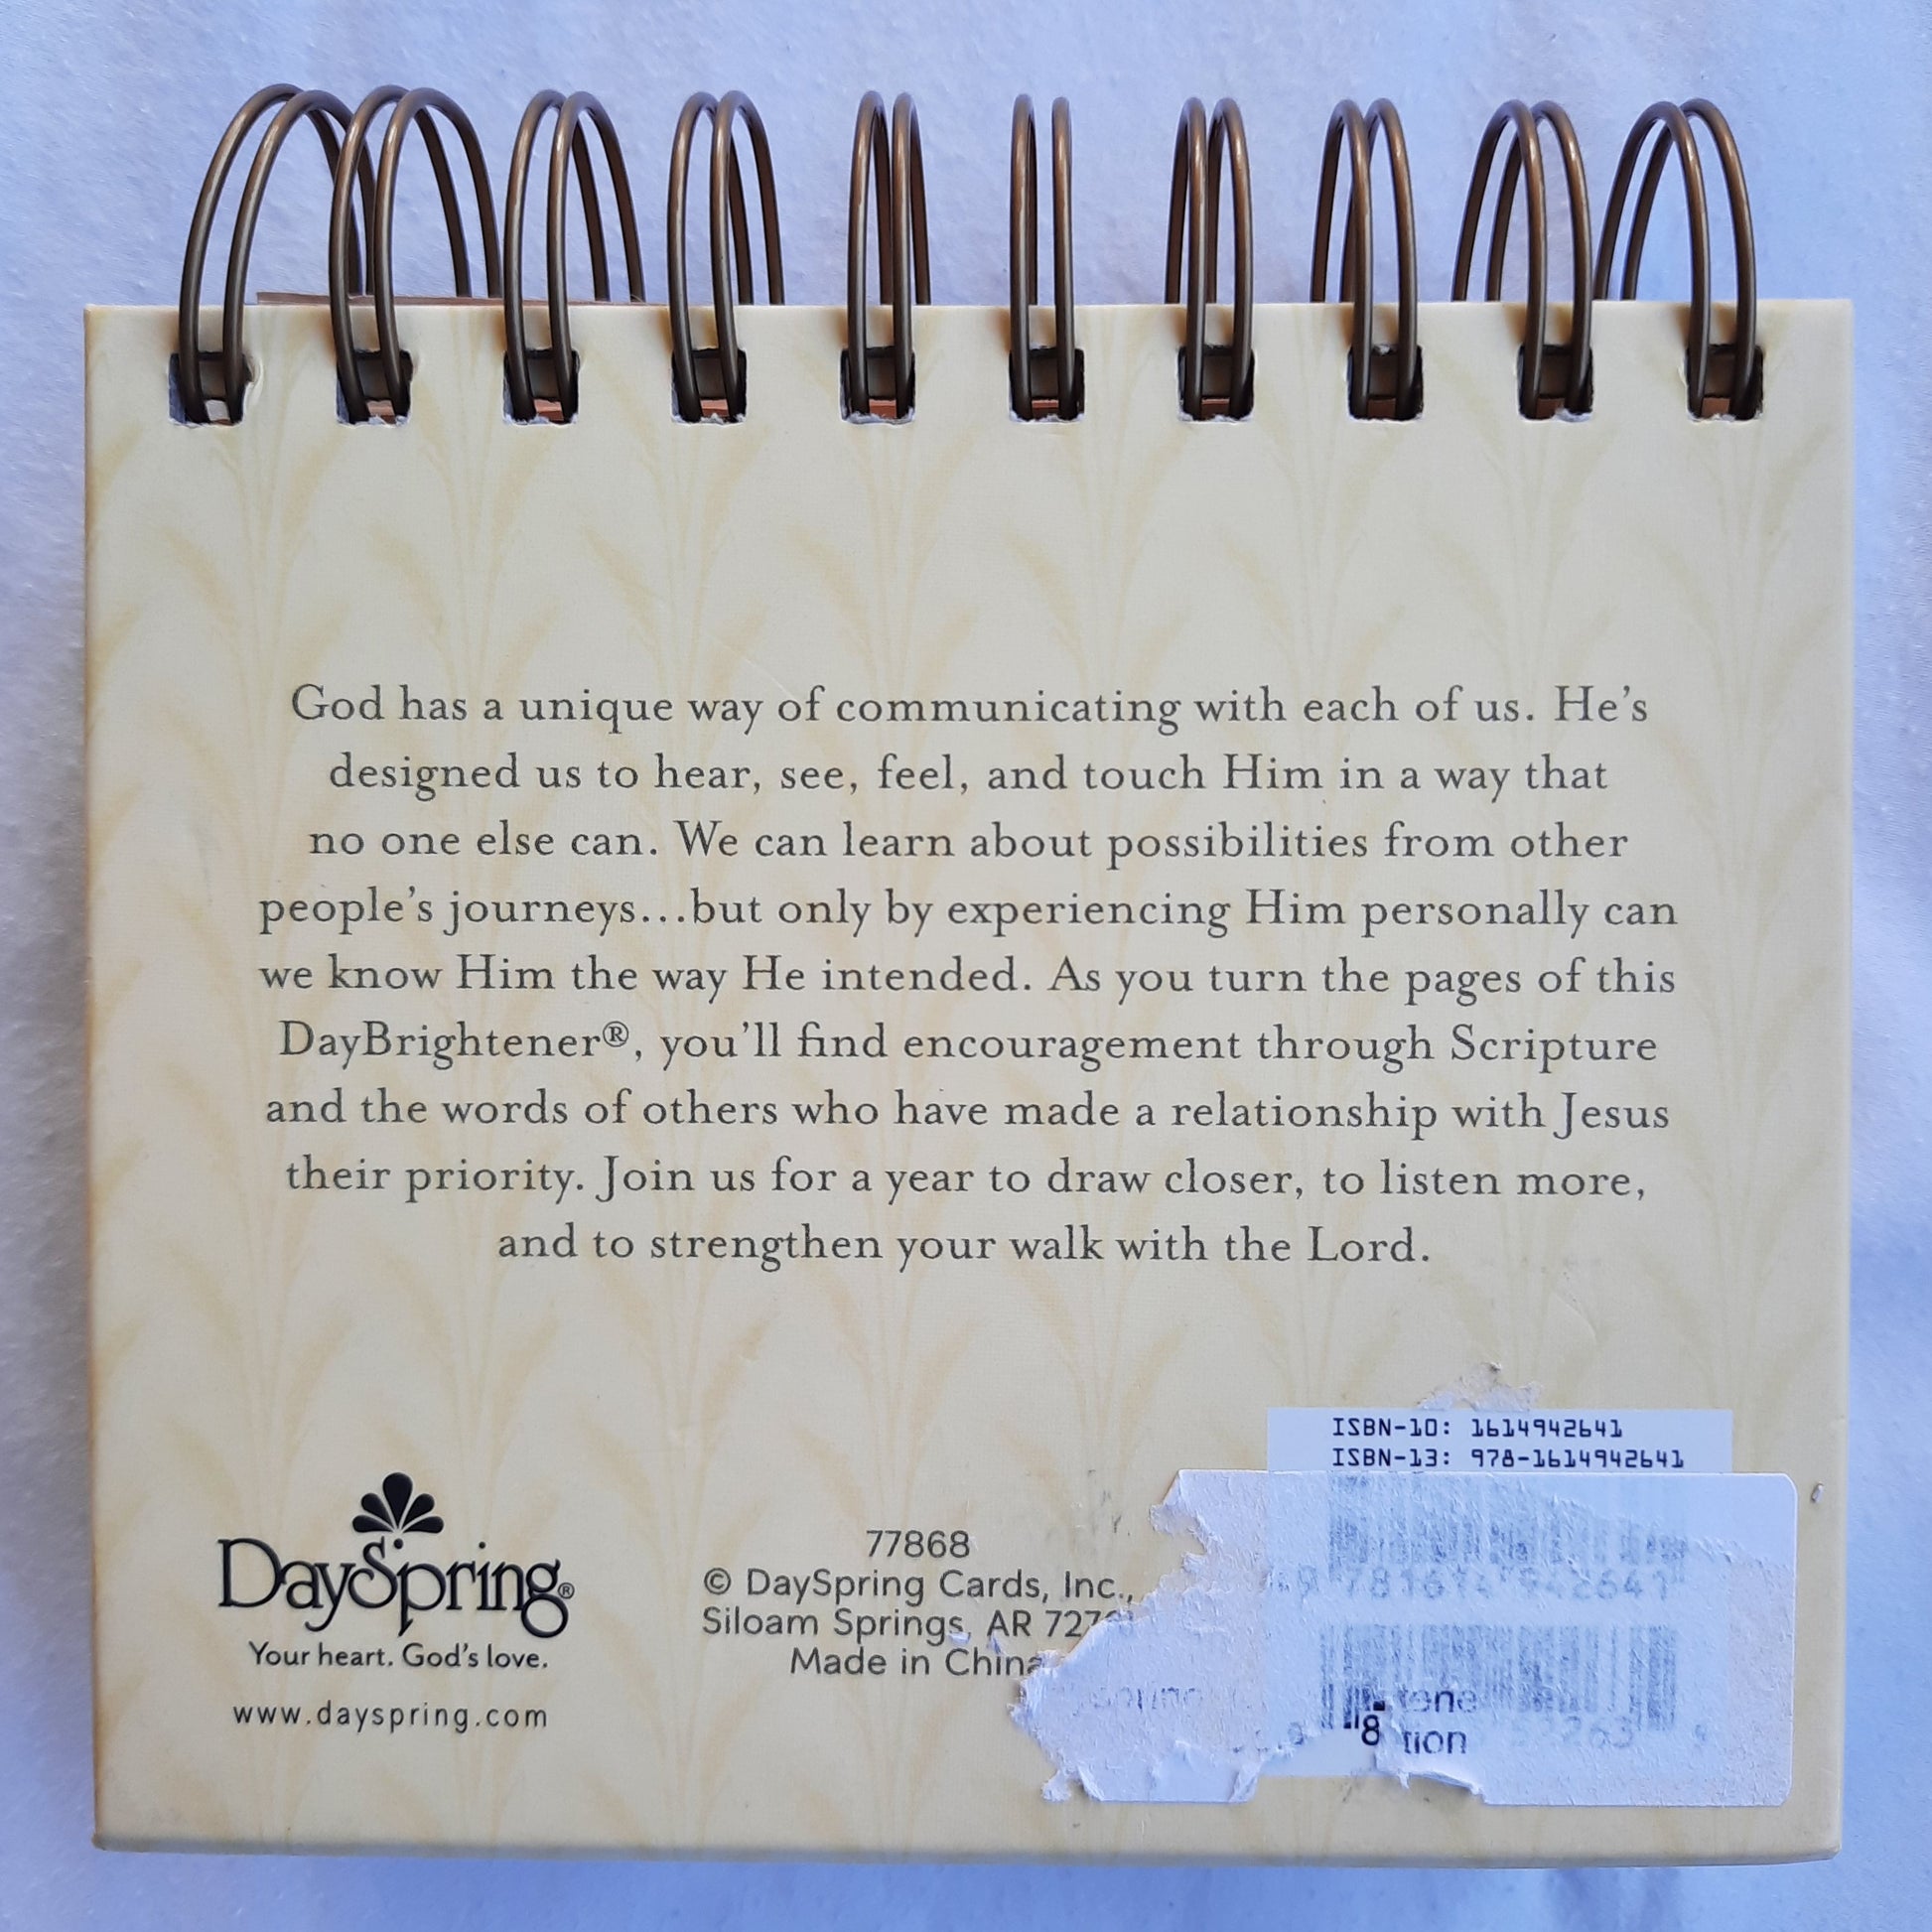 God has a unique way of communicating with each of us. He's
designed us to hear, see, feel, and touch Him in a way that
no one else can. We can learn about possibilities from other
people's journeys...but only by experiencing Him personally can
we know Him the way He intended. As you turn the pages of this
DayBrightener®, you'll find encouragement through Scripture
and the words of others who have made a relationship with Jesus
their priority. Join us for a year to draw closer, to listen more,
and to strengthen your walk with the Lord.
DaySpring®
Your heart. God's love.
www.dayspring.com
77868
© DaySpring Cards, Inc.,
Siloam Springs, AR
Made in China
ISBN-10: 1614942641
ISBN-13: 978-1614942641
9 781614 942641